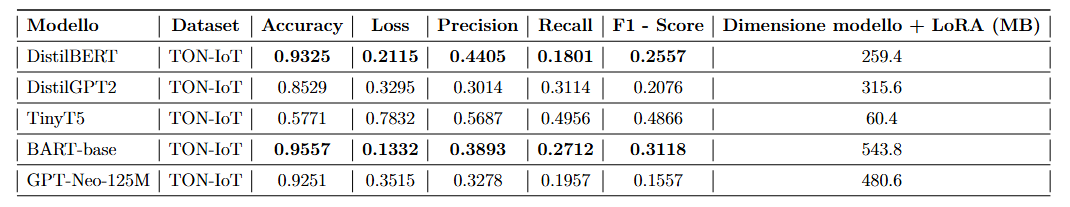 Modello Dataset Accuracy Loss Precision Recall F1 - Score Dimensione modello + LoRA (MB)
DistilBERT TON-IoT 0.9325 0.2115 0.4405 0.1801 0.2557 259.4
DistilGPT2 TON-IoT 0.8529 0.3295 0.3014 0.3114 0.2076 315.6
TinyT5 TON-IoT 0.5771 0.7832 0.5687 0.4956 0.4866 60.4
BART-base TON-IoT 0.9557 0.1332 0.3893 0.2712 0.3118 543.8
GPT-Neo-125M TON-IoT 0.9251 0.3515 0.3278 0.1957 0.1557 480.6